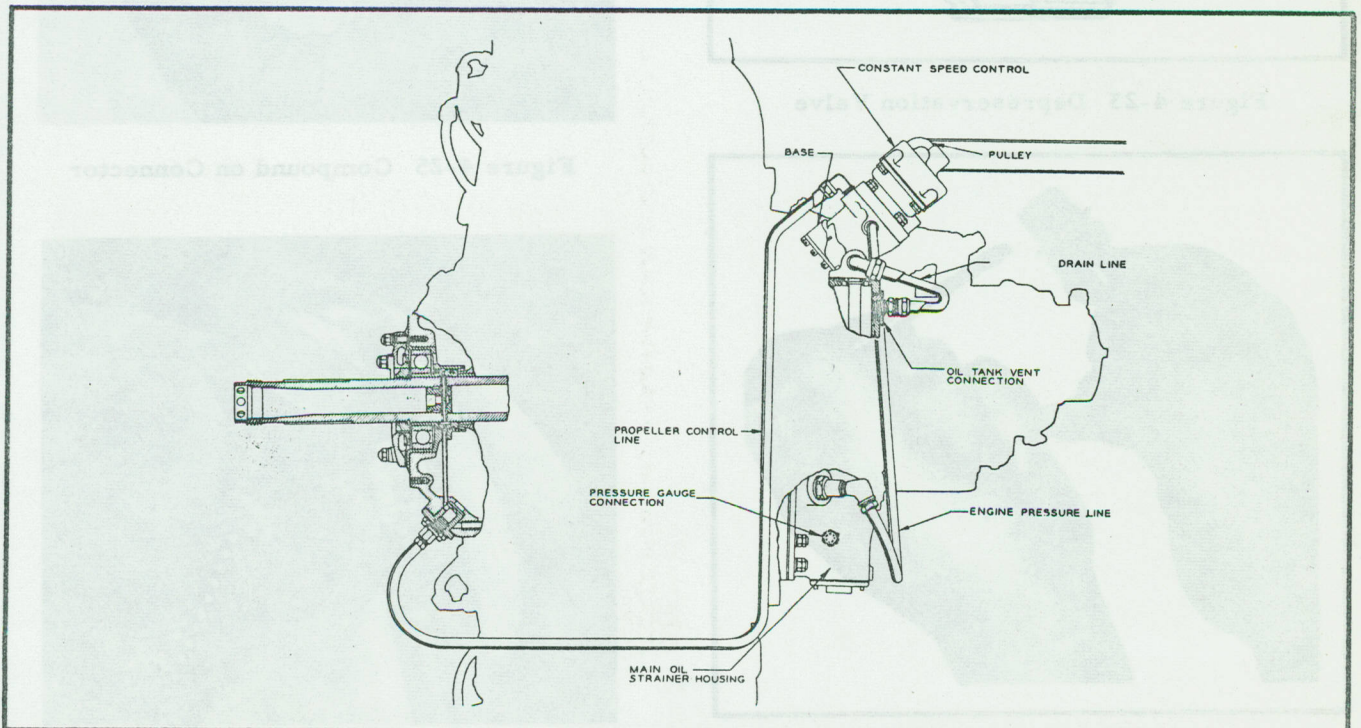 Figure 4-23 Depreservation Valve
Figure 4-25 Compound on Connector
CONSTANT SPEED CONTROL
BASE
PULLEY
DRAIN LINE
OIL TANK VENT
CONNECTION
PROPELLER CONTROL
LINE
PRESSURE GAUGE
CONNECTION
ENGINE PRESSURE LINE
MAIN OIL
STRAINER HOUSING